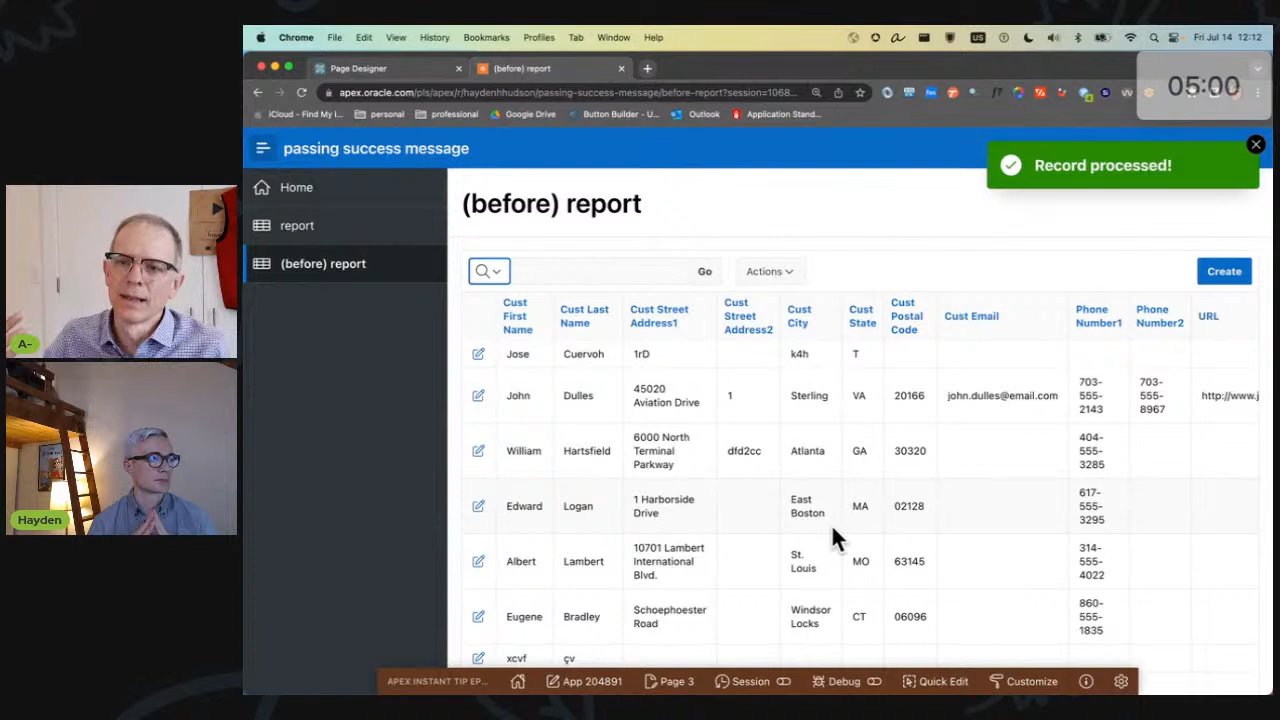 Chrome File Edit View History Bookmarks Profiles Tab Window Help
US
Fri Jul 14 12:12
Page Designer
(before) report
05:00
apex.oracle.com/pls/apex/r/haydenhhudson/passing-success-message/before-report?session=1068...
iCloud - Find My i... personal professional Google Drive Button Builder - U... Outlook Application Stand...
passing success message
Record processed!
Home
report
(before) report
(before) report
Go
Actions
Create
Cust First Name
Cust Last Name
Cust Street Address1
Cust Street Address2
Cust City
Cust State
Cust Postal Code
Cust Email
Phone Number1
Phone Number2
URL
Jose Cuervoh 1rD k4h T
John Dulles 45020 Aviation Drive 1 Sterling VA 20166 john.dulles@email.com 703-555-2143 703-555-8967 http://www.j
William Hartsfield 6000 North Terminal Parkway dfd2cc Atlanta GA 30320 404-555-3285
Edward Logan 1 Harborside Drive East Boston MA 02128 617-555-3295
Albert Lambert 10701 Lambert International Blvd. St. Louis MO 63145 314-555-4022
Eugene Bradley Schoephoester Road Windsor Locks CT 06096 860-555-1835
xcvf çv
APEX INSTANT TIP EP... App 204891 Page 3 Session Debug Quick Edit Customize
A-
Hayden